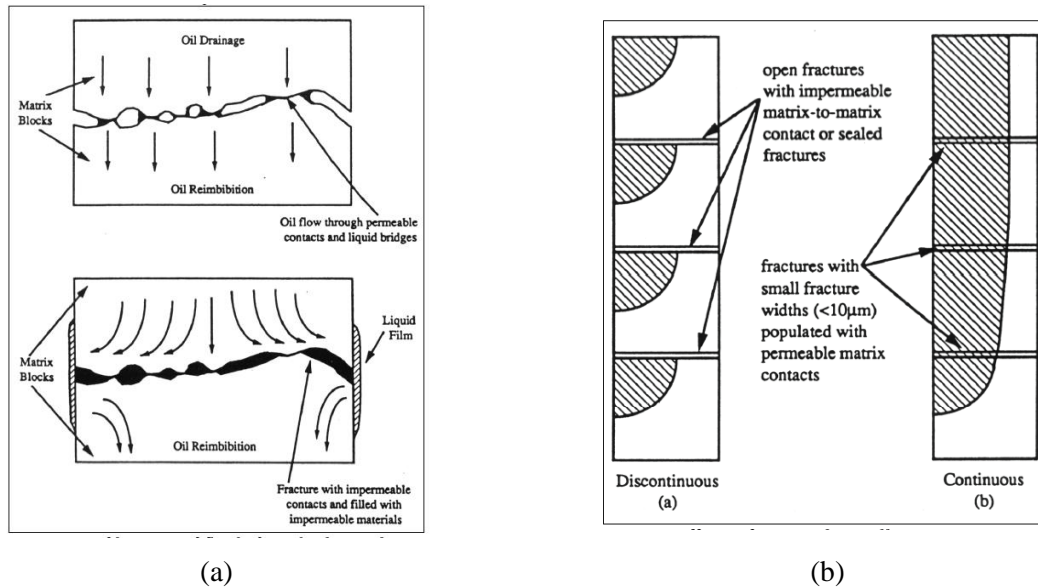 Oil Drainage
Matrix
Blocks
Oil Reimbibition
Oil flow through permeable
contacts and liquid bridges
Liquid
Film
Matrix
Blocks
Oil Reimbibition
Fracture with impermeable
contacts and filled with
impermeable materials
(a)
open fractures
with impermeable
matrix-to-matrix
contact or sealed
fractures
fractures with
small fracture
widths (<10μm)
populated with
permeable matrix
contacts
Discontinuous
(a)
Continuous
(b)
(b)